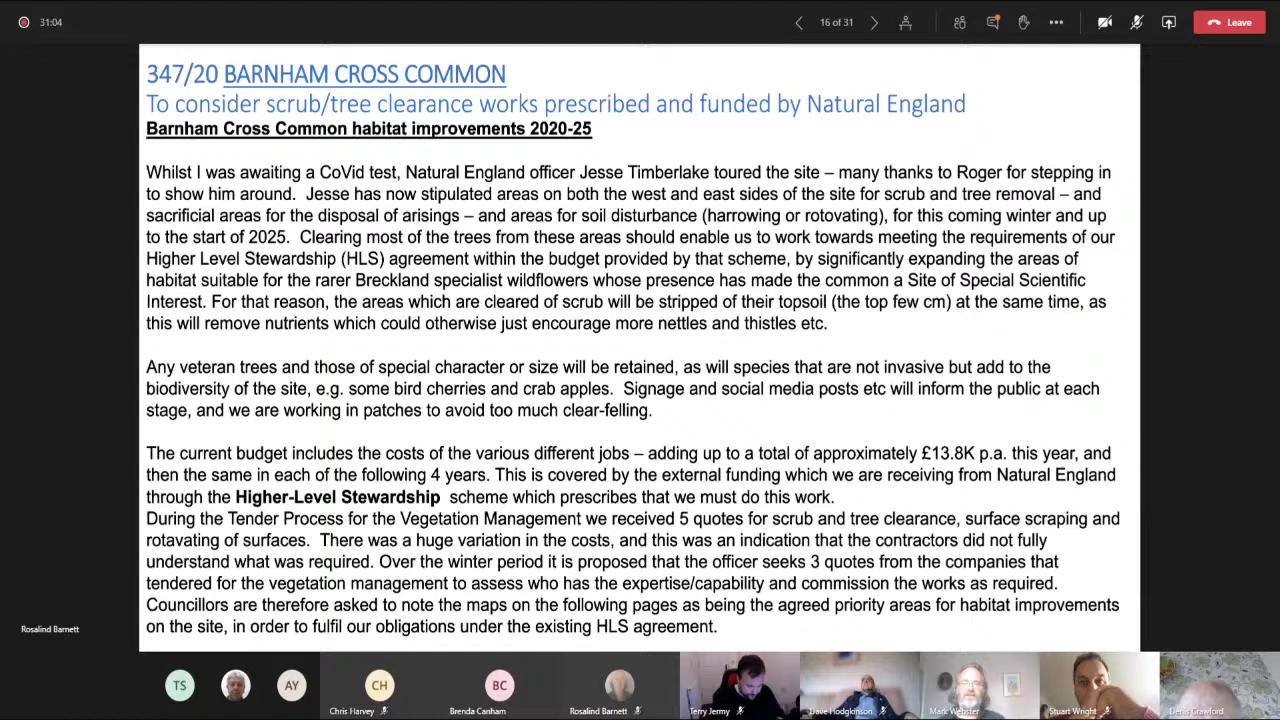 31:04
16 of 31
Leave
347/20 BARNHAM CROSS COMMON
To consider scrub/tree clearance works prescribed and funded by Natural England
Barnham Cross Common habitat improvements 2020-25
Whilst I was awaiting a CoVid test, Natural England officer Jesse Timberlake toured the site – many thanks to Roger for stepping in
to show him around.  Jesse has now stipulated areas on both the west and east sides of the site for scrub and tree removal – and
sacrificial areas for the disposal of arisings – and areas for soil disturbance (harrowing or rotovating), for this coming winter and up
to the start of 2025.  Clearing most of the trees from these areas should enable us to work towards meeting the requirements of our
Higher Level Stewardship (HLS) agreement within the budget provided by that scheme, by significantly expanding the areas of
habitat suitable for the rarer Breckland specialist wildflowers whose presence has made the common a Site of Special Scientific
Interest. For that reason, the areas which are cleared of scrub will be stripped of their topsoil (the top few cm) at the same time, as
this will remove nutrients which could otherwise just encourage more nettles and thistles etc.
Any veteran trees and those of special character or size will be retained, as will species that are not invasive but add to the
biodiversity of the site, e.g. some bird cherries and crab apples.  Signage and social media posts etc will inform the public at each
stage, and we are working in patches to avoid too much clear-felling.
The current budget includes the costs of the various different jobs – adding up to a total of approximately £13.8K p.a. this year, and
then the same in each of the following 4 years. This is covered by the external funding which we are receiving from Natural England
through the Higher-Level Stewardship  scheme which prescribes that we must do this work.
During the Tender Process for the Vegetation Management we received 5 quotes for scrub and tree clearance, surface scraping and
rotavating of surfaces.  There was a huge variation in the costs, and this was an indication that the contractors did not fully
understand what was required. Over the winter period it is proposed that the officer seeks 3 quotes from the companies that
tendered for the vegetation management to assess who has the expertise/capability and commission the works as required.
Councillors are therefore asked to note the maps on the following pages as being the agreed priority areas for habitat improvements
on the site, in order to fulfil our obligations under the existing HLS agreement.
Rosalind Barnett
TS
AY
CH
Chris Harvey
BC
Brenda Canham
Rosalind Barnett
Terry Jermy
Dave Hodgkinson
Mark Webster
Stuart Wright
Denis Crawford